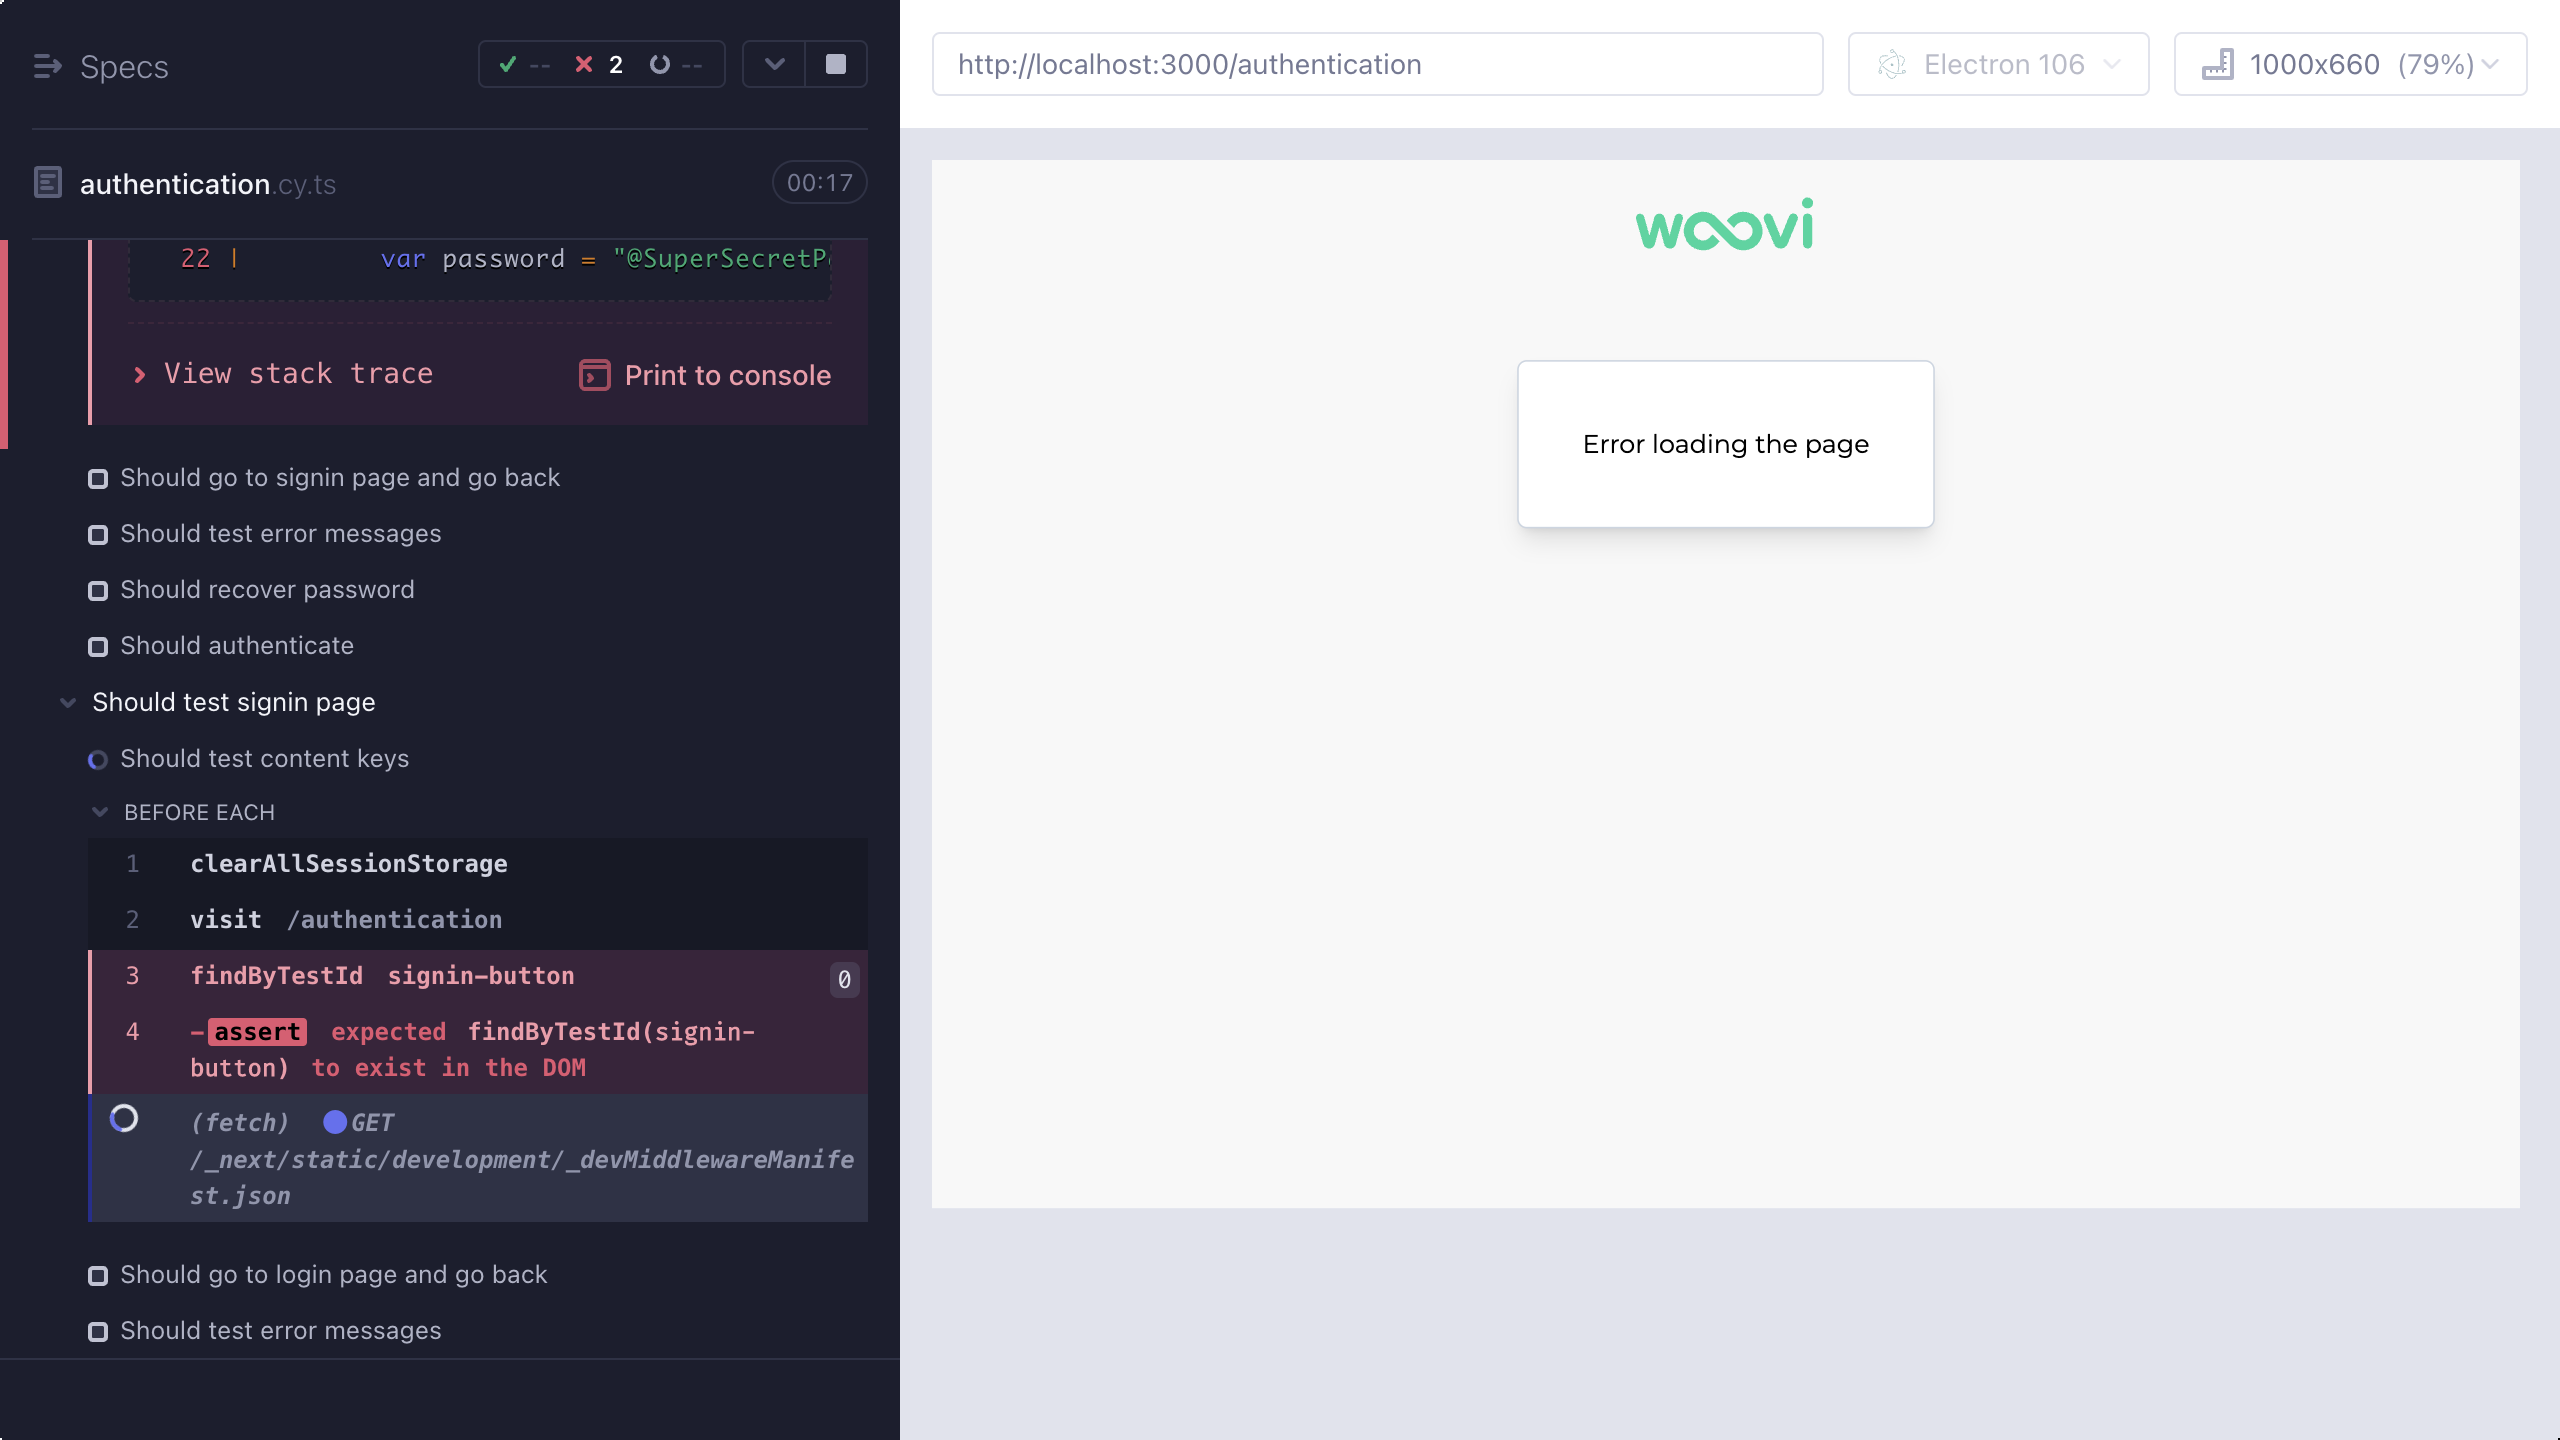 Specs
-- 2 --
authentication.cy.ts 00:17
22 | var password = "@SuperSecretP
View stack trace
Print to console
Should go to signin page and go back
Should test error messages
Should recover password
Should authenticate
Should test signin page
Should test content keys
BEFORE EACH
1 clearAllSessionStorage
2 visit /authentication
3 findByTestId signin-button 0
4 -assert expected findByTestId(signin-
button) to exist in the DOM
(fetch) GET
/_next/static/development/_devMiddlewareManife
st.json
Should go to login page and go back
Should test error messages
http://localhost:3000/authentication
Electron 106
1000x660 (79%)
woovi
Error loading the page